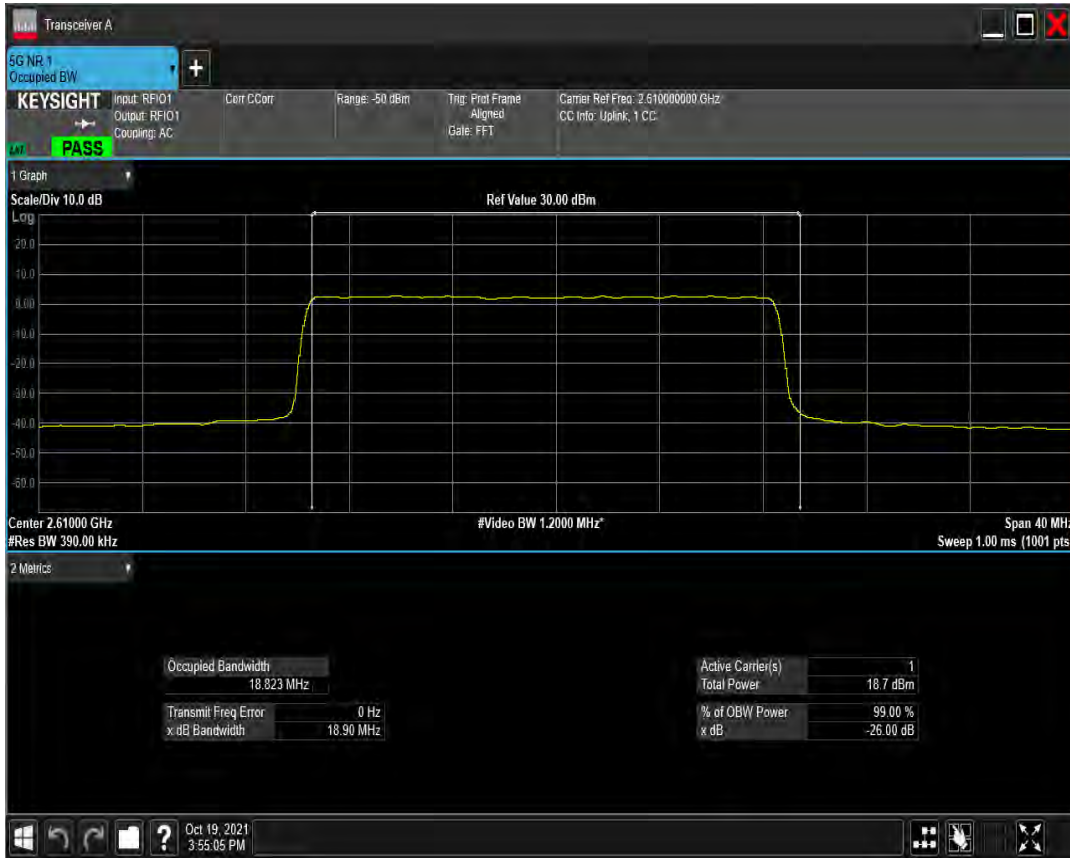 Transceiver A
5G NR 1
Occupied BW
+
KEYSIGHT
Input: RFIO1
Output: RFIO1
Coupling: AC
Corr CCorr
Range: -50 dBm
Trig: Prot Frame
Aligned
Gate: FFT
Carrier Ref Freq: 2.610000000 GHz
CC Info: Uplink, 1 CC
PASS
1 Graph
Scale/Div 10.0 dB
Ref Value 30.00 dBm
Log
20.0
10.0
0.00
-10.0
-20.0
-30.0
-40.0
-50.0
-60.0
Center 2.61000 GHz
#Video BW 1.2000 MHz*
Span 40 MHz
#Res BW 390.00 kHz
Sweep 1.00 ms (1001 pts
2 Metrics
Occupied Bandwidth
18.823 MHz
Active Carrier(s) 1
Total Power 18.7 dBm
Transmit Freq Error 0 Hz
x dB Bandwidth 18.90 MHz
% of OBW Power 99.00 %
x dB -26.00 dB
?
Oct 19, 2021
3:55:05 PM